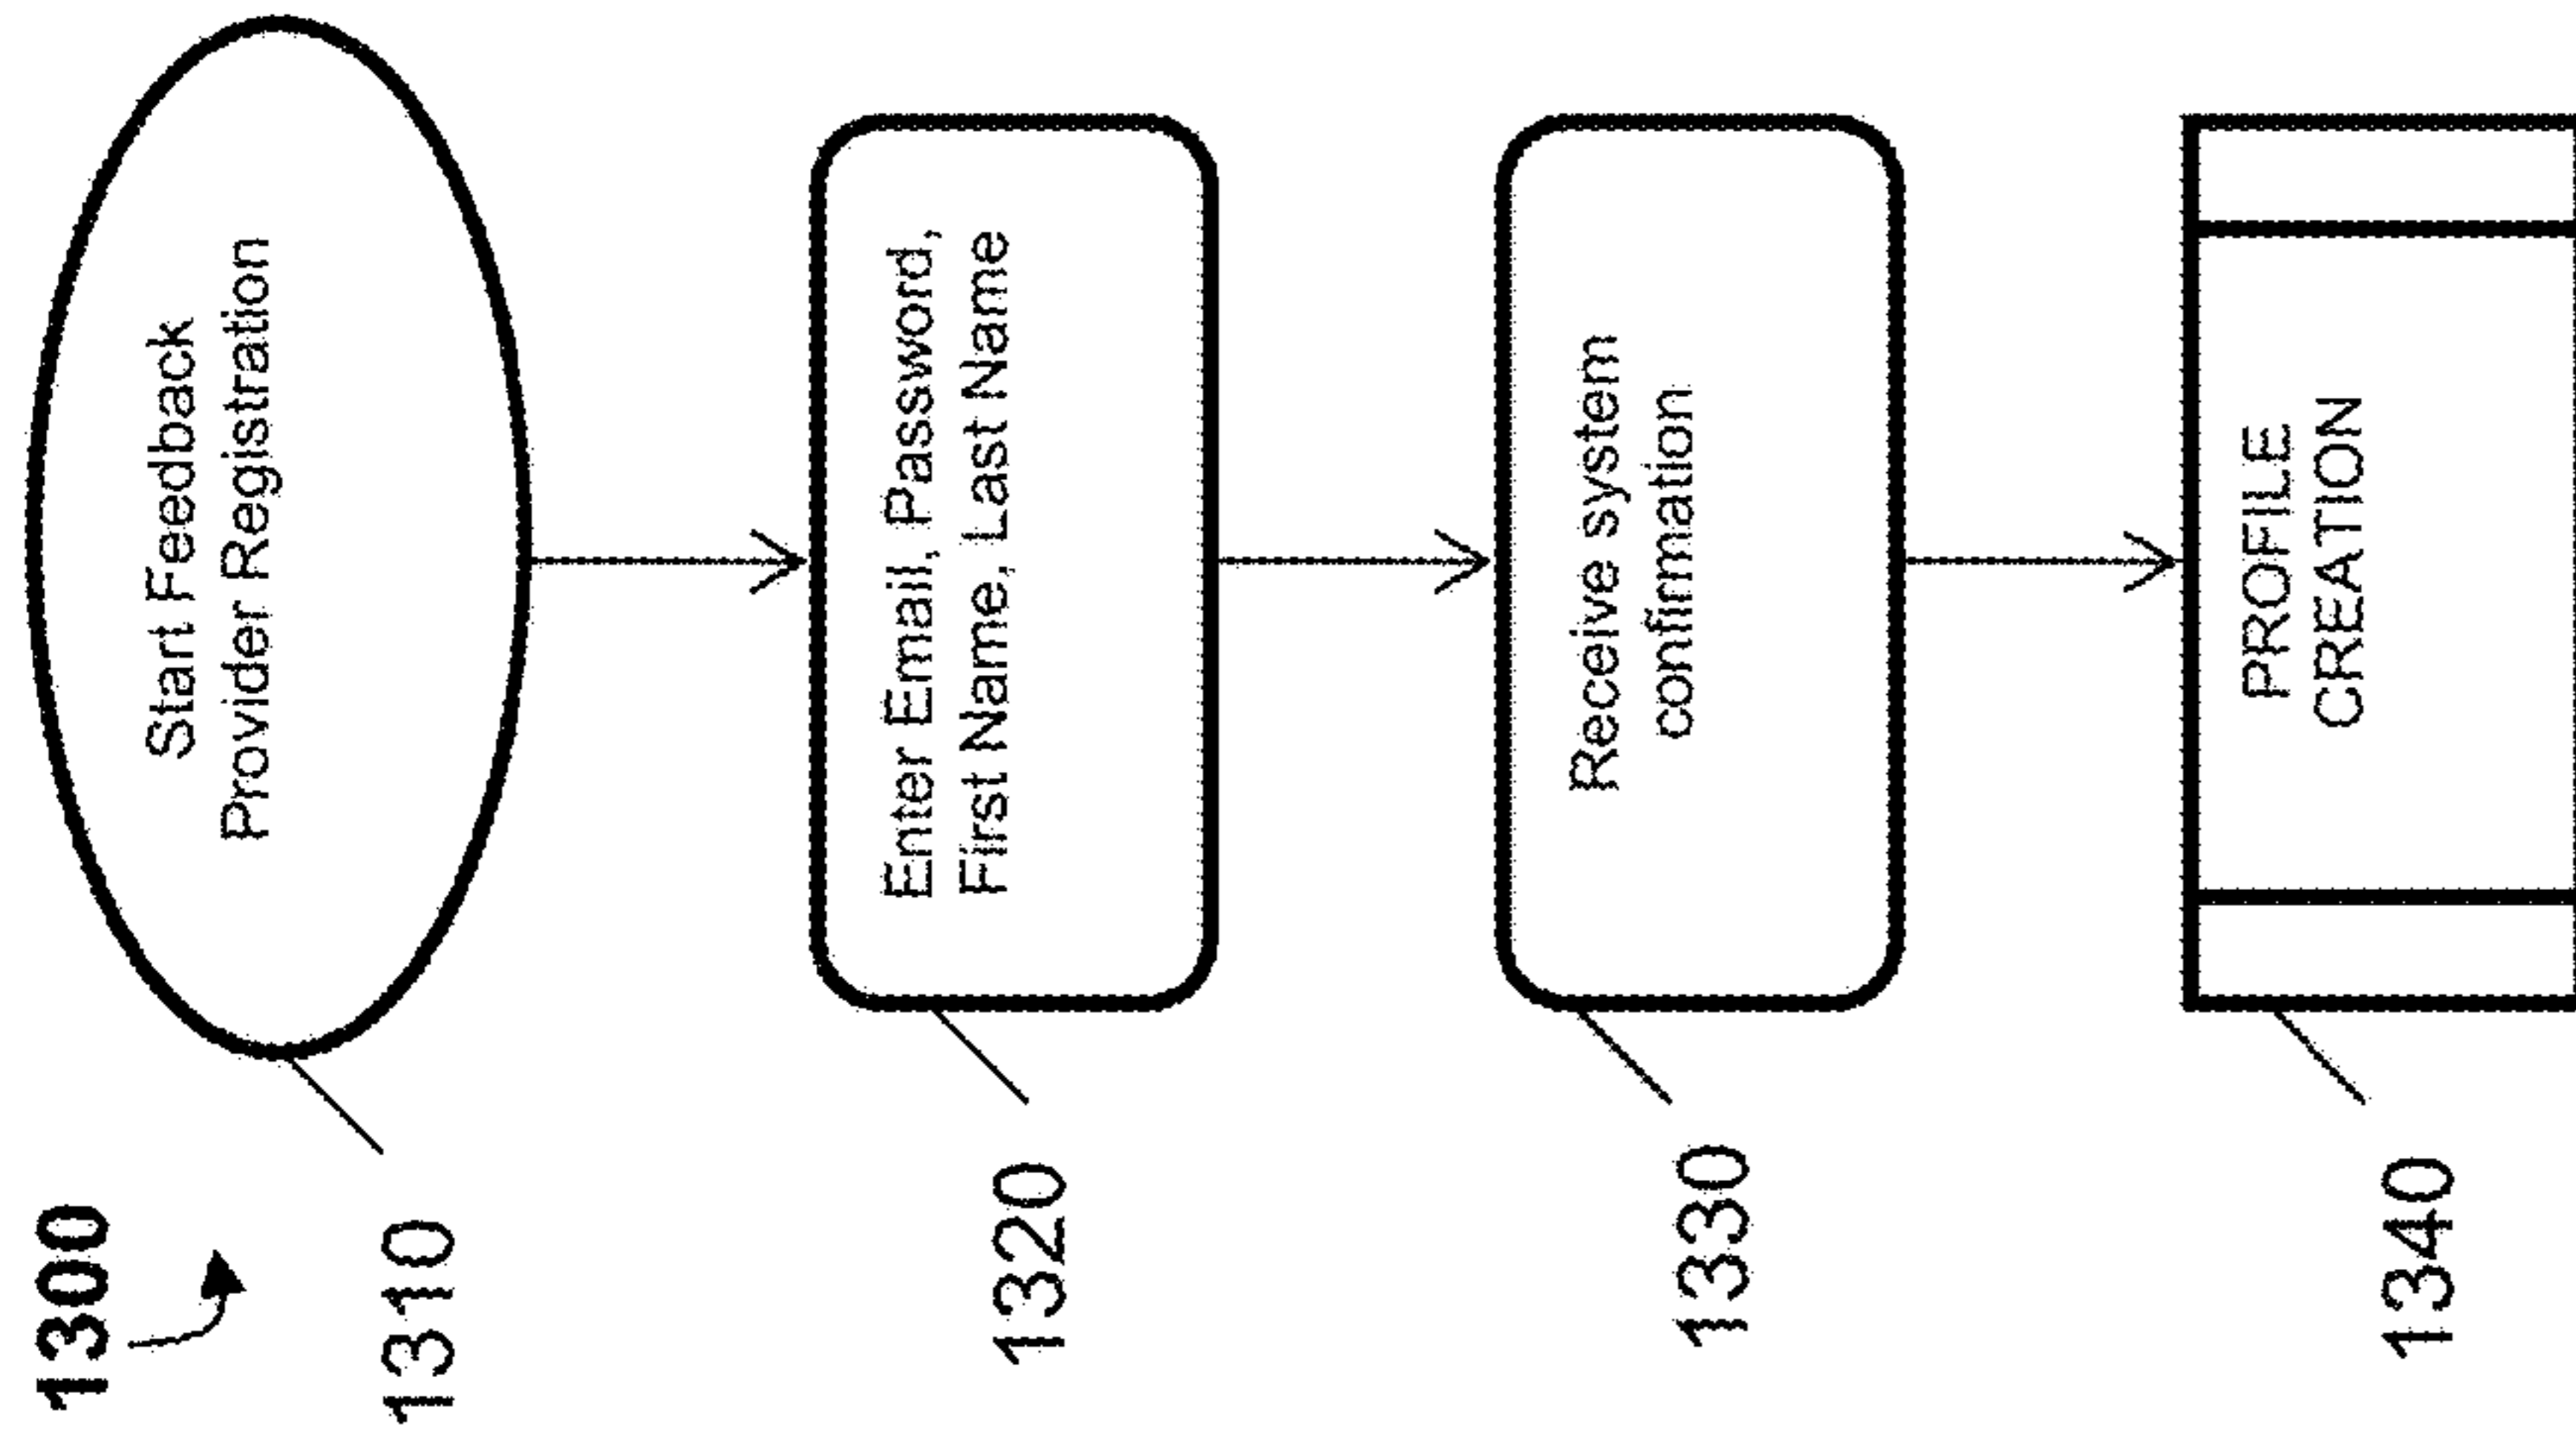 1300
Start Feedback
Provider Registration
1310
Enter Email, Password,
First Name, Last Name
1320
Receive system
confirmation
1330
PROFILE
CREATION
1340